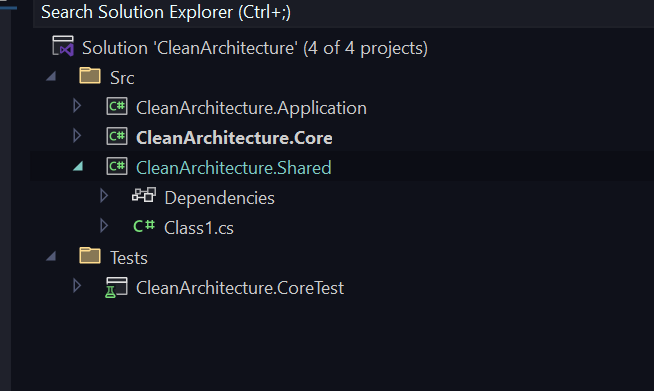 Search Solution Explorer (Ctrl+;)
Solution 'CleanArchitecture' (4 of 4 projects)
Src
C# CleanArchitecture.Application
C# CleanArchitecture.Core
C# CleanArchitecture.Shared
Dependencies
C# Class1.cs
Tests
CleanArchitecture.CoreTest